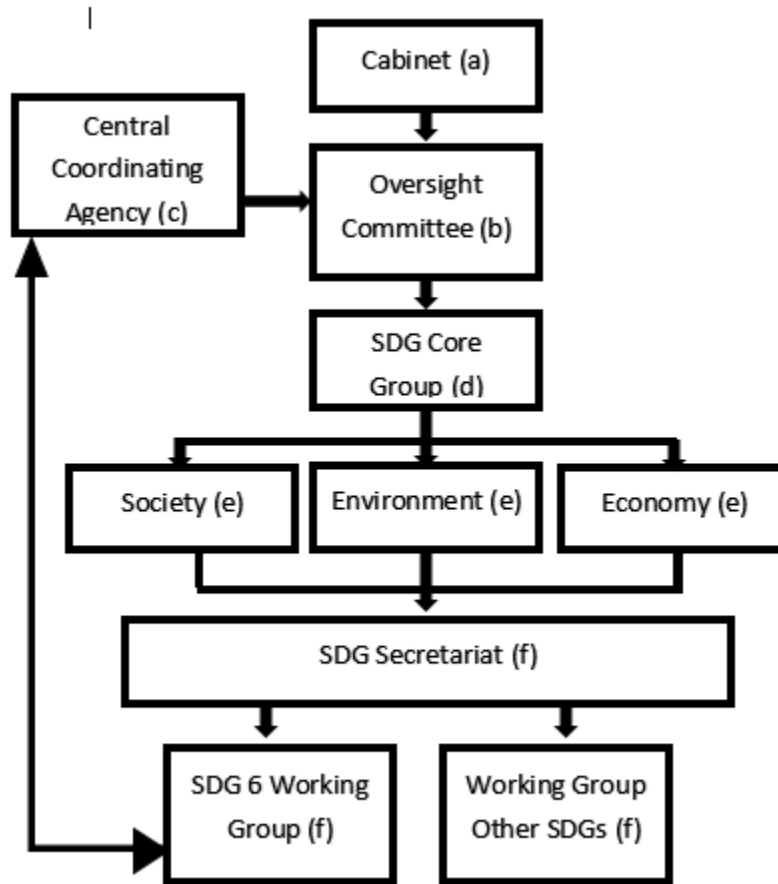 Cabinet (a)
Central
Coordinating
Agency (c)
Oversight
Committee (b)
SDG Core
Group (d)
Society (e)
Environment (e)
Economy (e)
SDG Secretariat (f)
SDG 6 Working
Group (f)
Working Group
Other SDGs (f)